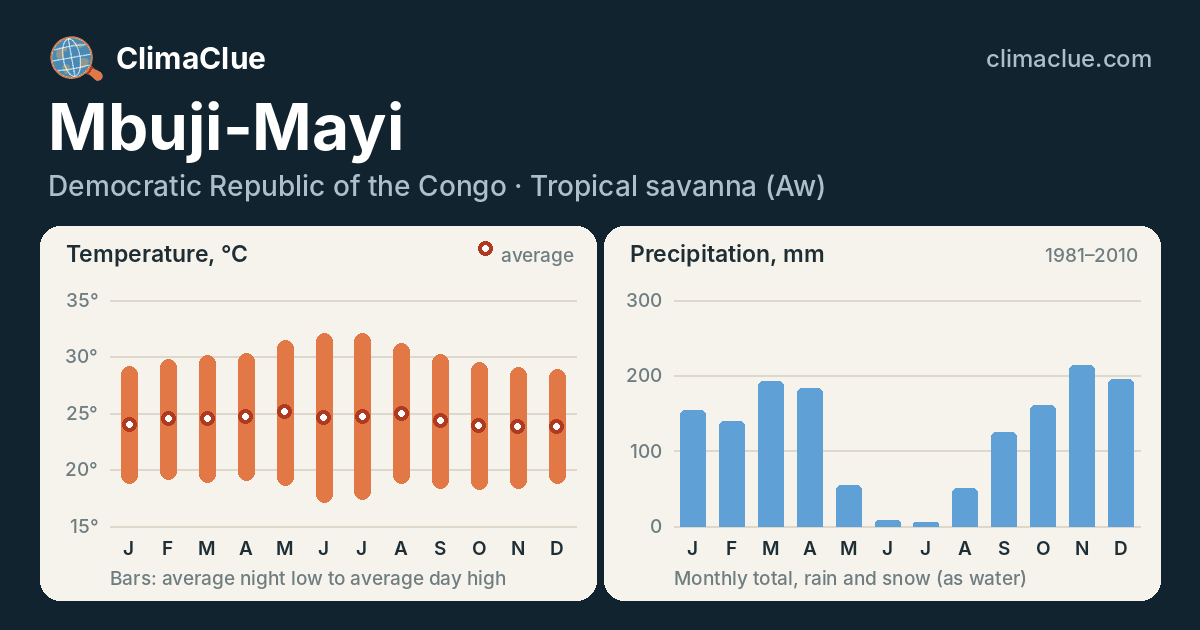 ClimaClue
climaclue.com
Mbuji-Mayi
Democratic Republic of the Congo · Tropical savanna (Aw)
Temperature, °C
average
35°
30°
25°
20°
15°
J F M A M J J A S O N D
Bars: average night low to average day high
Precipitation, mm
1981–2010
300
200
100
0
J F M A M J J A S O N D
Monthly total, rain and snow (as water)